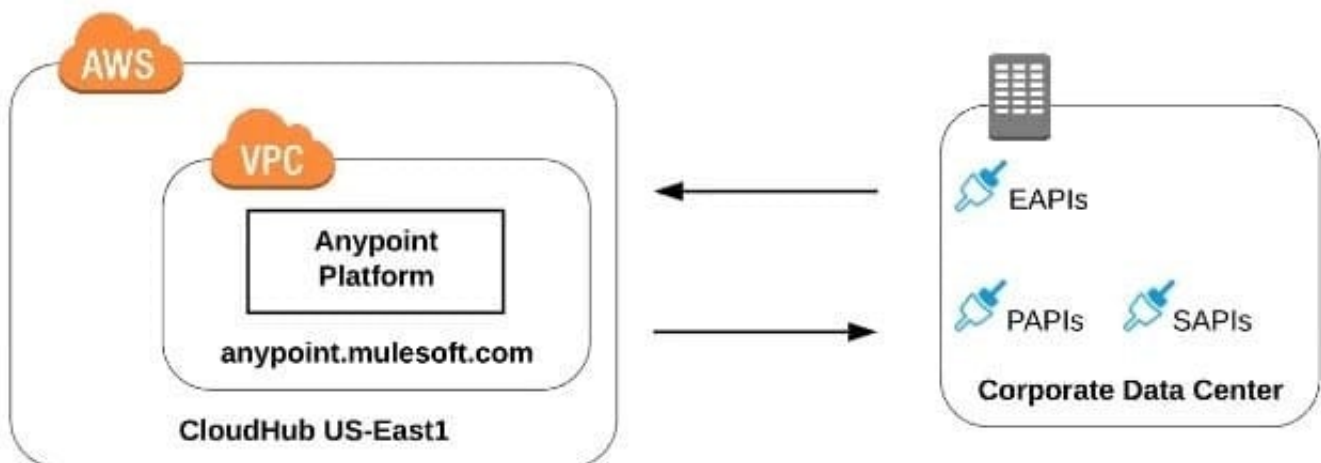 AWS
VPC
Anypoint
Platform
anypoint.mulesoft.com
CloudHub US-East1
EAPIs
PAPIs SAPIs
Corporate Data Center